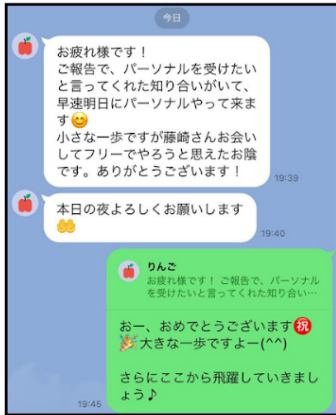 今日
お疲れ様です！
ご報告で、パーソナルを受けたい
と言ってくれた知り合いがいて、
早速明日にパーソナルやって来ま
す😊
小さな一歩ですが藤崎さんお会い
してフリーでやろうと思えたお陰
です。ありがとうございます！
19:39
本日の夜よろしくお願いします
🤲
19:40
りんご
お疲れ様です！ ご報告で、パーソナル
を受けたいと言ってくれた知り合い…
おー、おめでとうございます㊗️
🎉大きな一歩ですよー(^^)
さらにここから飛躍していきまし
ょう♪
19:45